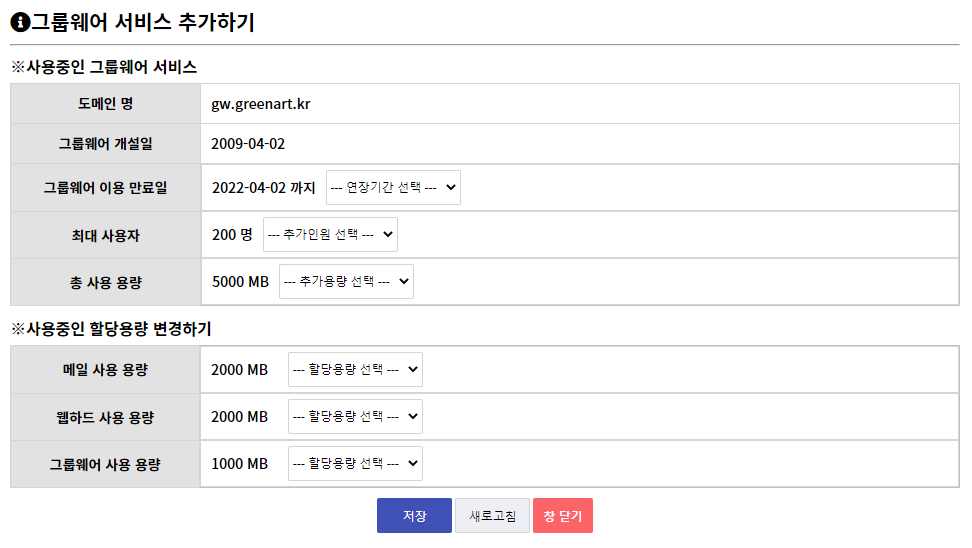 그룹웨어 서비스 추가하기
※사용중인 그룹웨어 서비스
도메인 명 gw.greenart.kr
그룹웨어 개설일 2009-04-02
그룹웨어 이용 만료일 2022-04-02 까지 --- 연장기간 선택 ---
최대 사용자 200 명 --- 추가인원 선택 ---
총 사용 용량 5000 MB --- 추가용량 선택 ---
※사용중인 할당용량 변경하기
메일 사용 용량 2000 MB --- 할당용량 선택 ---
웹하드 사용 용량 2000 MB --- 할당용량 선택 ---
그룹웨어 사용 용량 1000 MB --- 할당용량 선택 ---
저장 새로고침 창 닫기